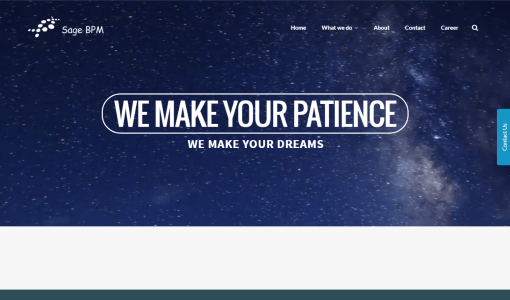 Sage BPM
Home What we do About Contact Career
WE MAKE YOUR PATIENCE
WE MAKE YOUR DREAMS
Contact Us